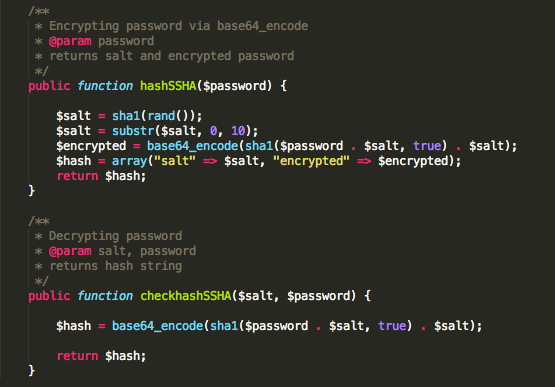 /**
 * Encrypting password via base64_encode
 * @param password
 * returns salt and encrypted password
 */
public function hashSSHA($password) {
    $salt = sha1(rand());
    $salt = substr($salt, 0, 10);
    $encrypted = base64_encode(sha1($password . $salt, true) . $salt);
    $hash = array("salt" => $salt, "encrypted" => $encrypted);
    return $hash;
}
/**
 * Decrypting password
 * @param salt, password
 * returns hash string
 */
public function checkhashSSHA($salt, $password) {
    $hash = base64_encode(sha1($password . $salt, true) . $salt);
    return $hash;
}